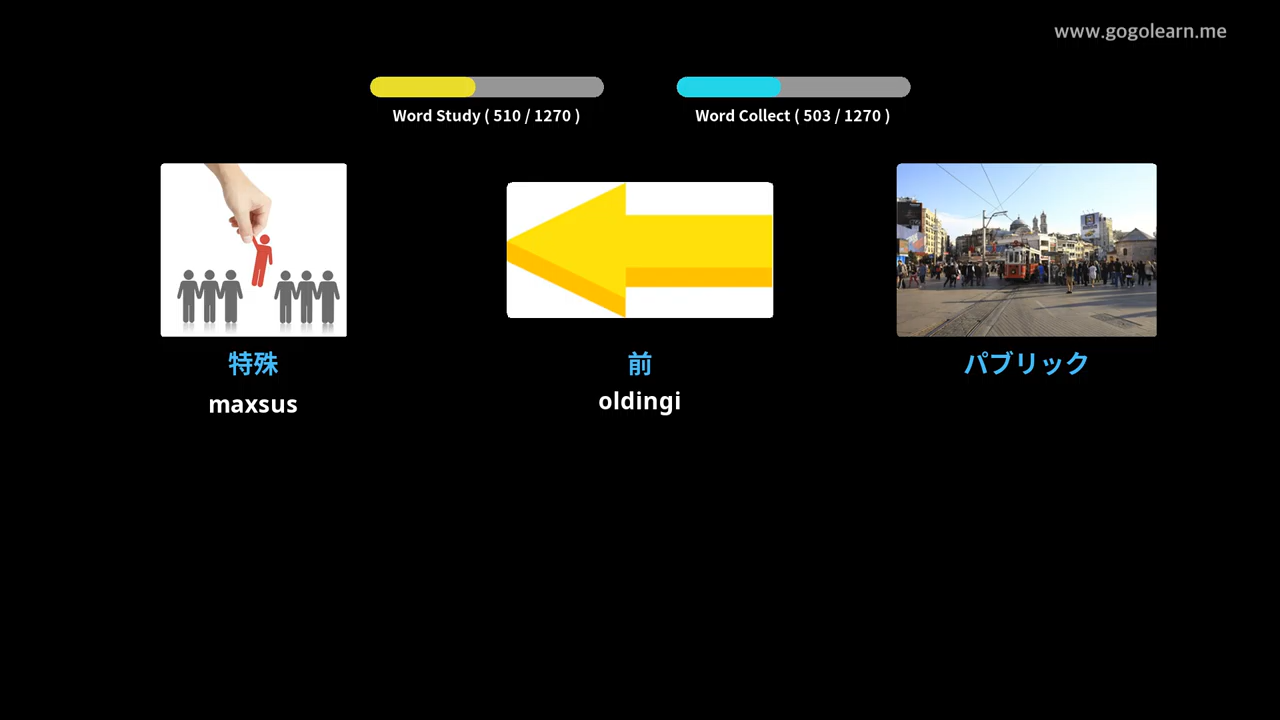 www.gogolearn.me
Word Study ( 510 / 1270 )
Word Collect ( 503 / 1270 )
特殊
maxsus
前
oldingi
パブリック